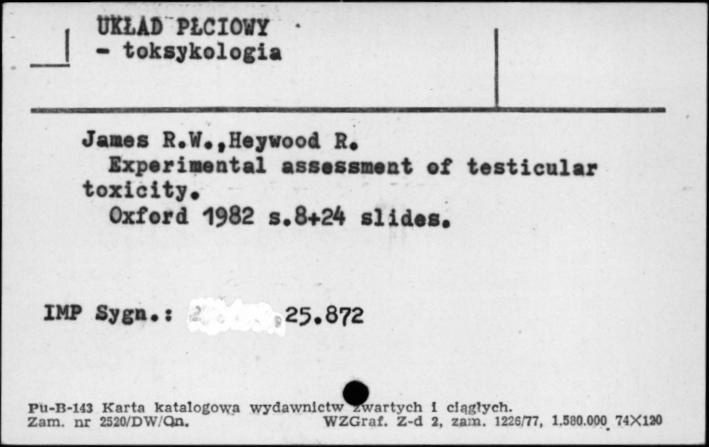 UKŁAD PŁCIOWY
- toksykologia
James R.W.,Heywood R.
Experimental assessment of testicular
toxicity.
Oxford 1982 s.8+24 slides.
IMP Sygn.: 25.872
Pu-B-143 Karta katalogowa wydawnictw zwartych i ciągłych.
Zam. nr 2520/DW/Qn. WZGraf. Z-d 2, zam. 1226/77, 1.580.000 74X120